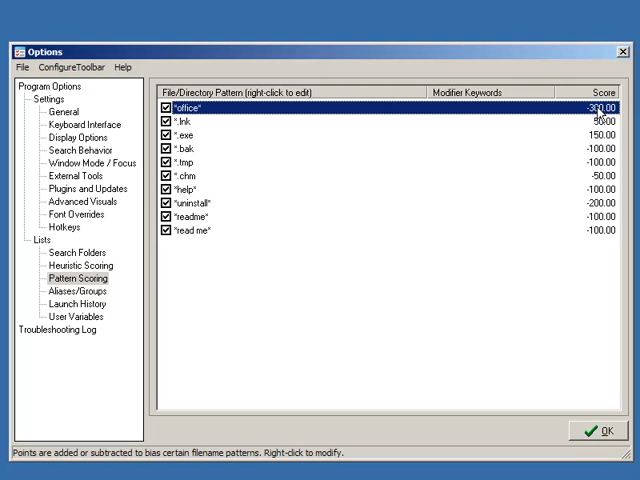 Options
File ConfigureToolbar Help
Program Options
Settings
General
Keyboard Interface
Display Options
Search Behavior
Window Mode / Focus
External Tools
Plugins and Updates
Advanced Visuals
Font Overrides
Hotkeys
Lists
Search Folders
Heuristic Scoring
Pattern Scoring
Aliases/Groups
Launch History
User Variables
Troubleshooting Log
File/Directory Pattern (right-click to edit) Modifier Keywords Score
*office* -300.00
*.lnk
*.exe 150.00
*.bak -100.00
*.tmp -100.00
*.chm -50.00
*help* -100.00
*uninstall* -200.00
*readme* -100.00
*read me* -100.00
OK
Points are added or subtracted to bias certain filename patterns. Right-click to modify.